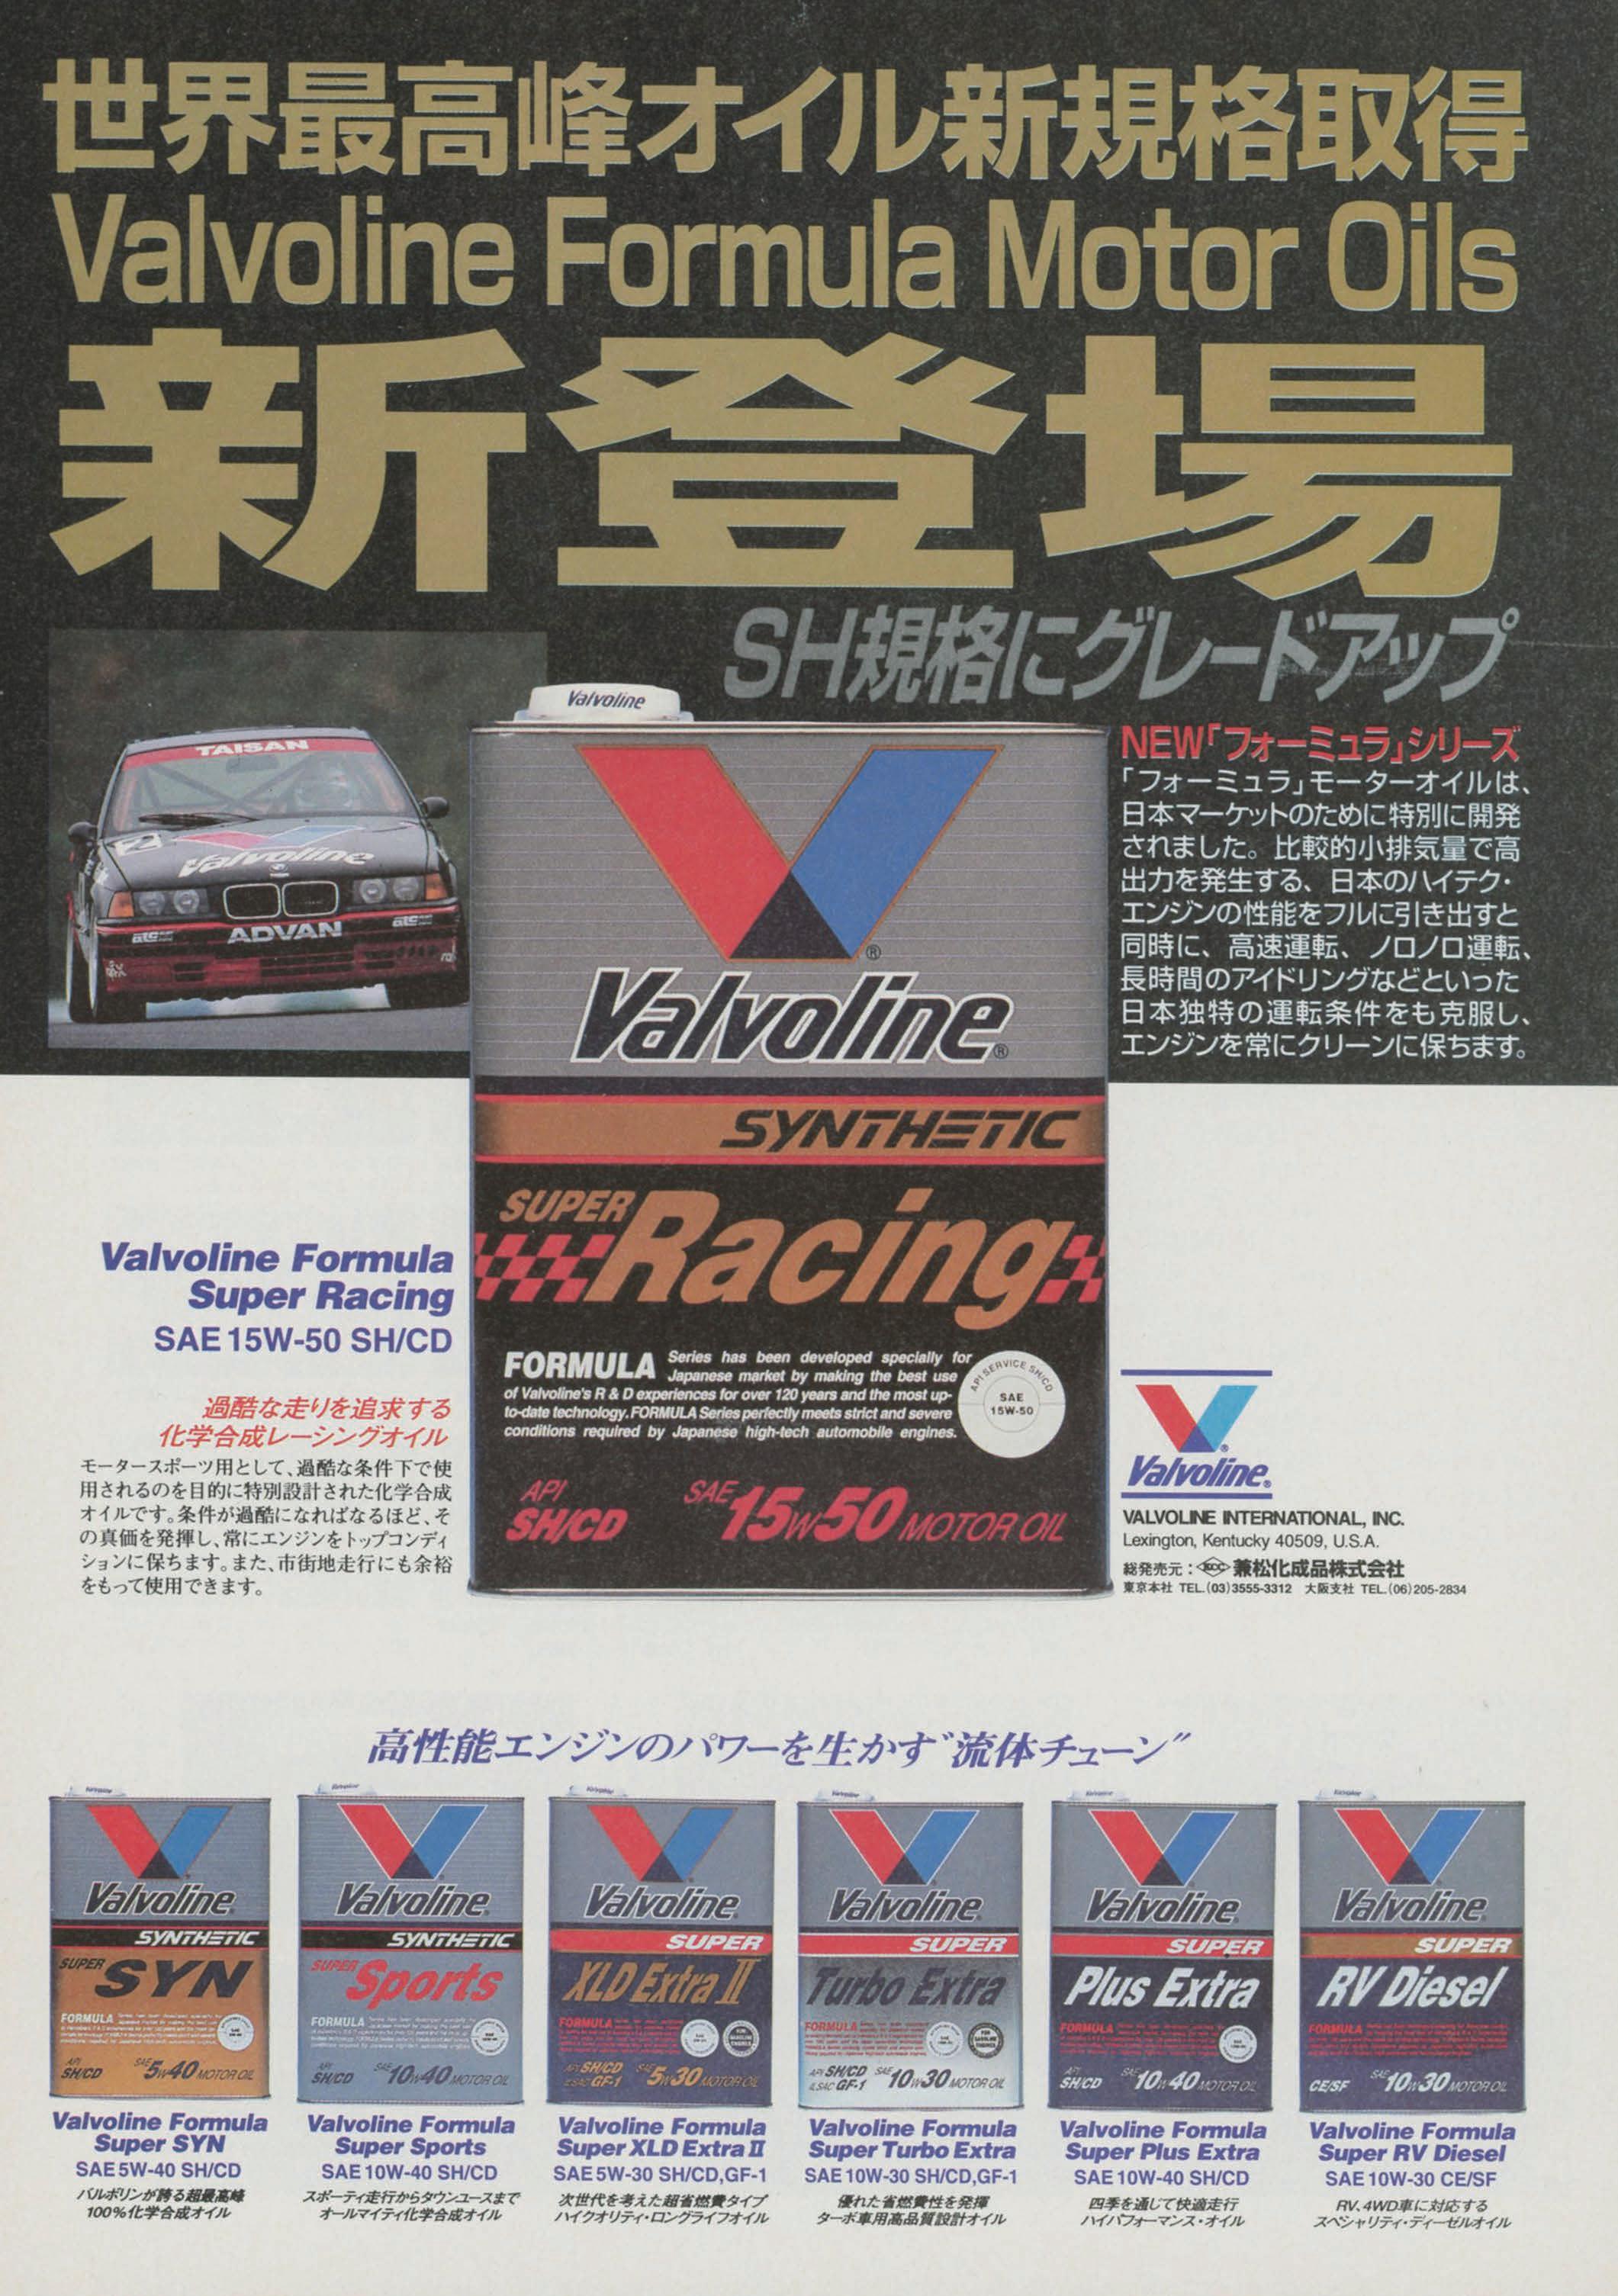 世界最高峰オイル新規格取得
Valvoline Formula Motor Oils
新登場
SH規格にグレードアップ
TAISAN
Valvoline
ADVAN
Valvoline
Valvoline
SYNTHETIC
SUPER Racing
FORMULA Series has been developed specially for
Japanese market by making the best use
of Valvoline's R & D experiences for over 120 years and the most up-
to-date technology. FORMULA Series perfectly meets strict and severe
conditions required by Japanese high-tech automobile engines.
API SERVICE SH/CD
SAE
15W-50
API
SH/CD
SAE 15W50 MOTOR OIL
NEW「フォーミュラ」シリーズ
「フォーミュラ」モーターオイルは、
日本マーケットのために特別に開発
されました。比較的小排気量で高
出力を発生する、日本のハイテク・
エンジンの性能をフルに引き出すと
同時に、高速運転、ノロノロ運転、
長時間のアイドリングなどといった
日本独特の運転条件をも克服し、
エンジンを常にクリーンに保ちます。
Valvoline Formula
Super Racing
SAE 15W-50 SH/CD
過酷な走りを追求する
化学合成レーシングオイル
モータースポーツ用として、過酷な条件下で使
用されるのを目的に特別設計された化学合成
オイルです。条件が過酷になればなるほど、そ
の真価を発揮し、常にエンジンをトップコンディ
ションに保ちます。また、市街地走行にも余裕
をもって使用できます。
Valvoline
VALVOLINE INTERNATIONAL, INC.
Lexington, Kentucky 40509, U.S.A.
総発売元：KCC 兼松化成品株式会社
東京本社 TEL.(03)3555-3312 大阪支社 TEL.(06)205-2834
高性能エンジンのパワーを生かす“流体チューン”
Valvoline
SYNTHETIC
SUPER SYN
FORMULA
API
SH/CD
SAE 5W40 MOTOR OIL
Valvoline Formula
Super SYN
SAE 5W-40 SH/CD
バルボリンが誇る超最高峰
100%化学合成オイル
Valvoline
SYNTHETIC
SUPER Sports
FORMULA
API
SH/CD
SAE 10W40 MOTOR OIL
Valvoline Formula
Super Sports
SAE 10W-40 SH/CD
スポーティ走行からタウンユースまで
オールマイティ化学合成オイル
Valvoline
SUPER
XLD Extra II
FORMULA
API SH/CD
ILSAC GF-1
SAE 5W30 MOTOR OIL
Valvoline Formula
Super XLD Extra II
SAE 5W-30 SH/CD,GF-1
次世代を考えた超省燃費タイプ
ハイクオリティ・ロングライフオイル
Valvoline
SUPER
Turbo Extra
FORMULA
API SH/CD
ILSAC GF-1
SAE 10W30 MOTOR OIL
Valvoline Formula
Super Turbo Extra
SAE 10W-30 SH/CD,GF-1
優れた省燃費性を発揮
ターボ車用高品質設計オイル
Valvoline
SUPER
Plus Extra
FORMULA
API
SH/CD
SAE 10W40 MOTOR OIL
Valvoline Formula
Super Plus Extra
SAE 10W-40 SH/CD
四季を通じて快適走行
ハイパフォーマンス・オイル
Valvoline
SUPER
RV Diesel
FORMULA
CE/SF
SAE 10W30 MOTOR OIL
Valvoline Formula
Super RV Diesel
SAE 10W-30 CE/SF
RV、4WD車に対応する
スペシャリティ・ディーゼルオイル